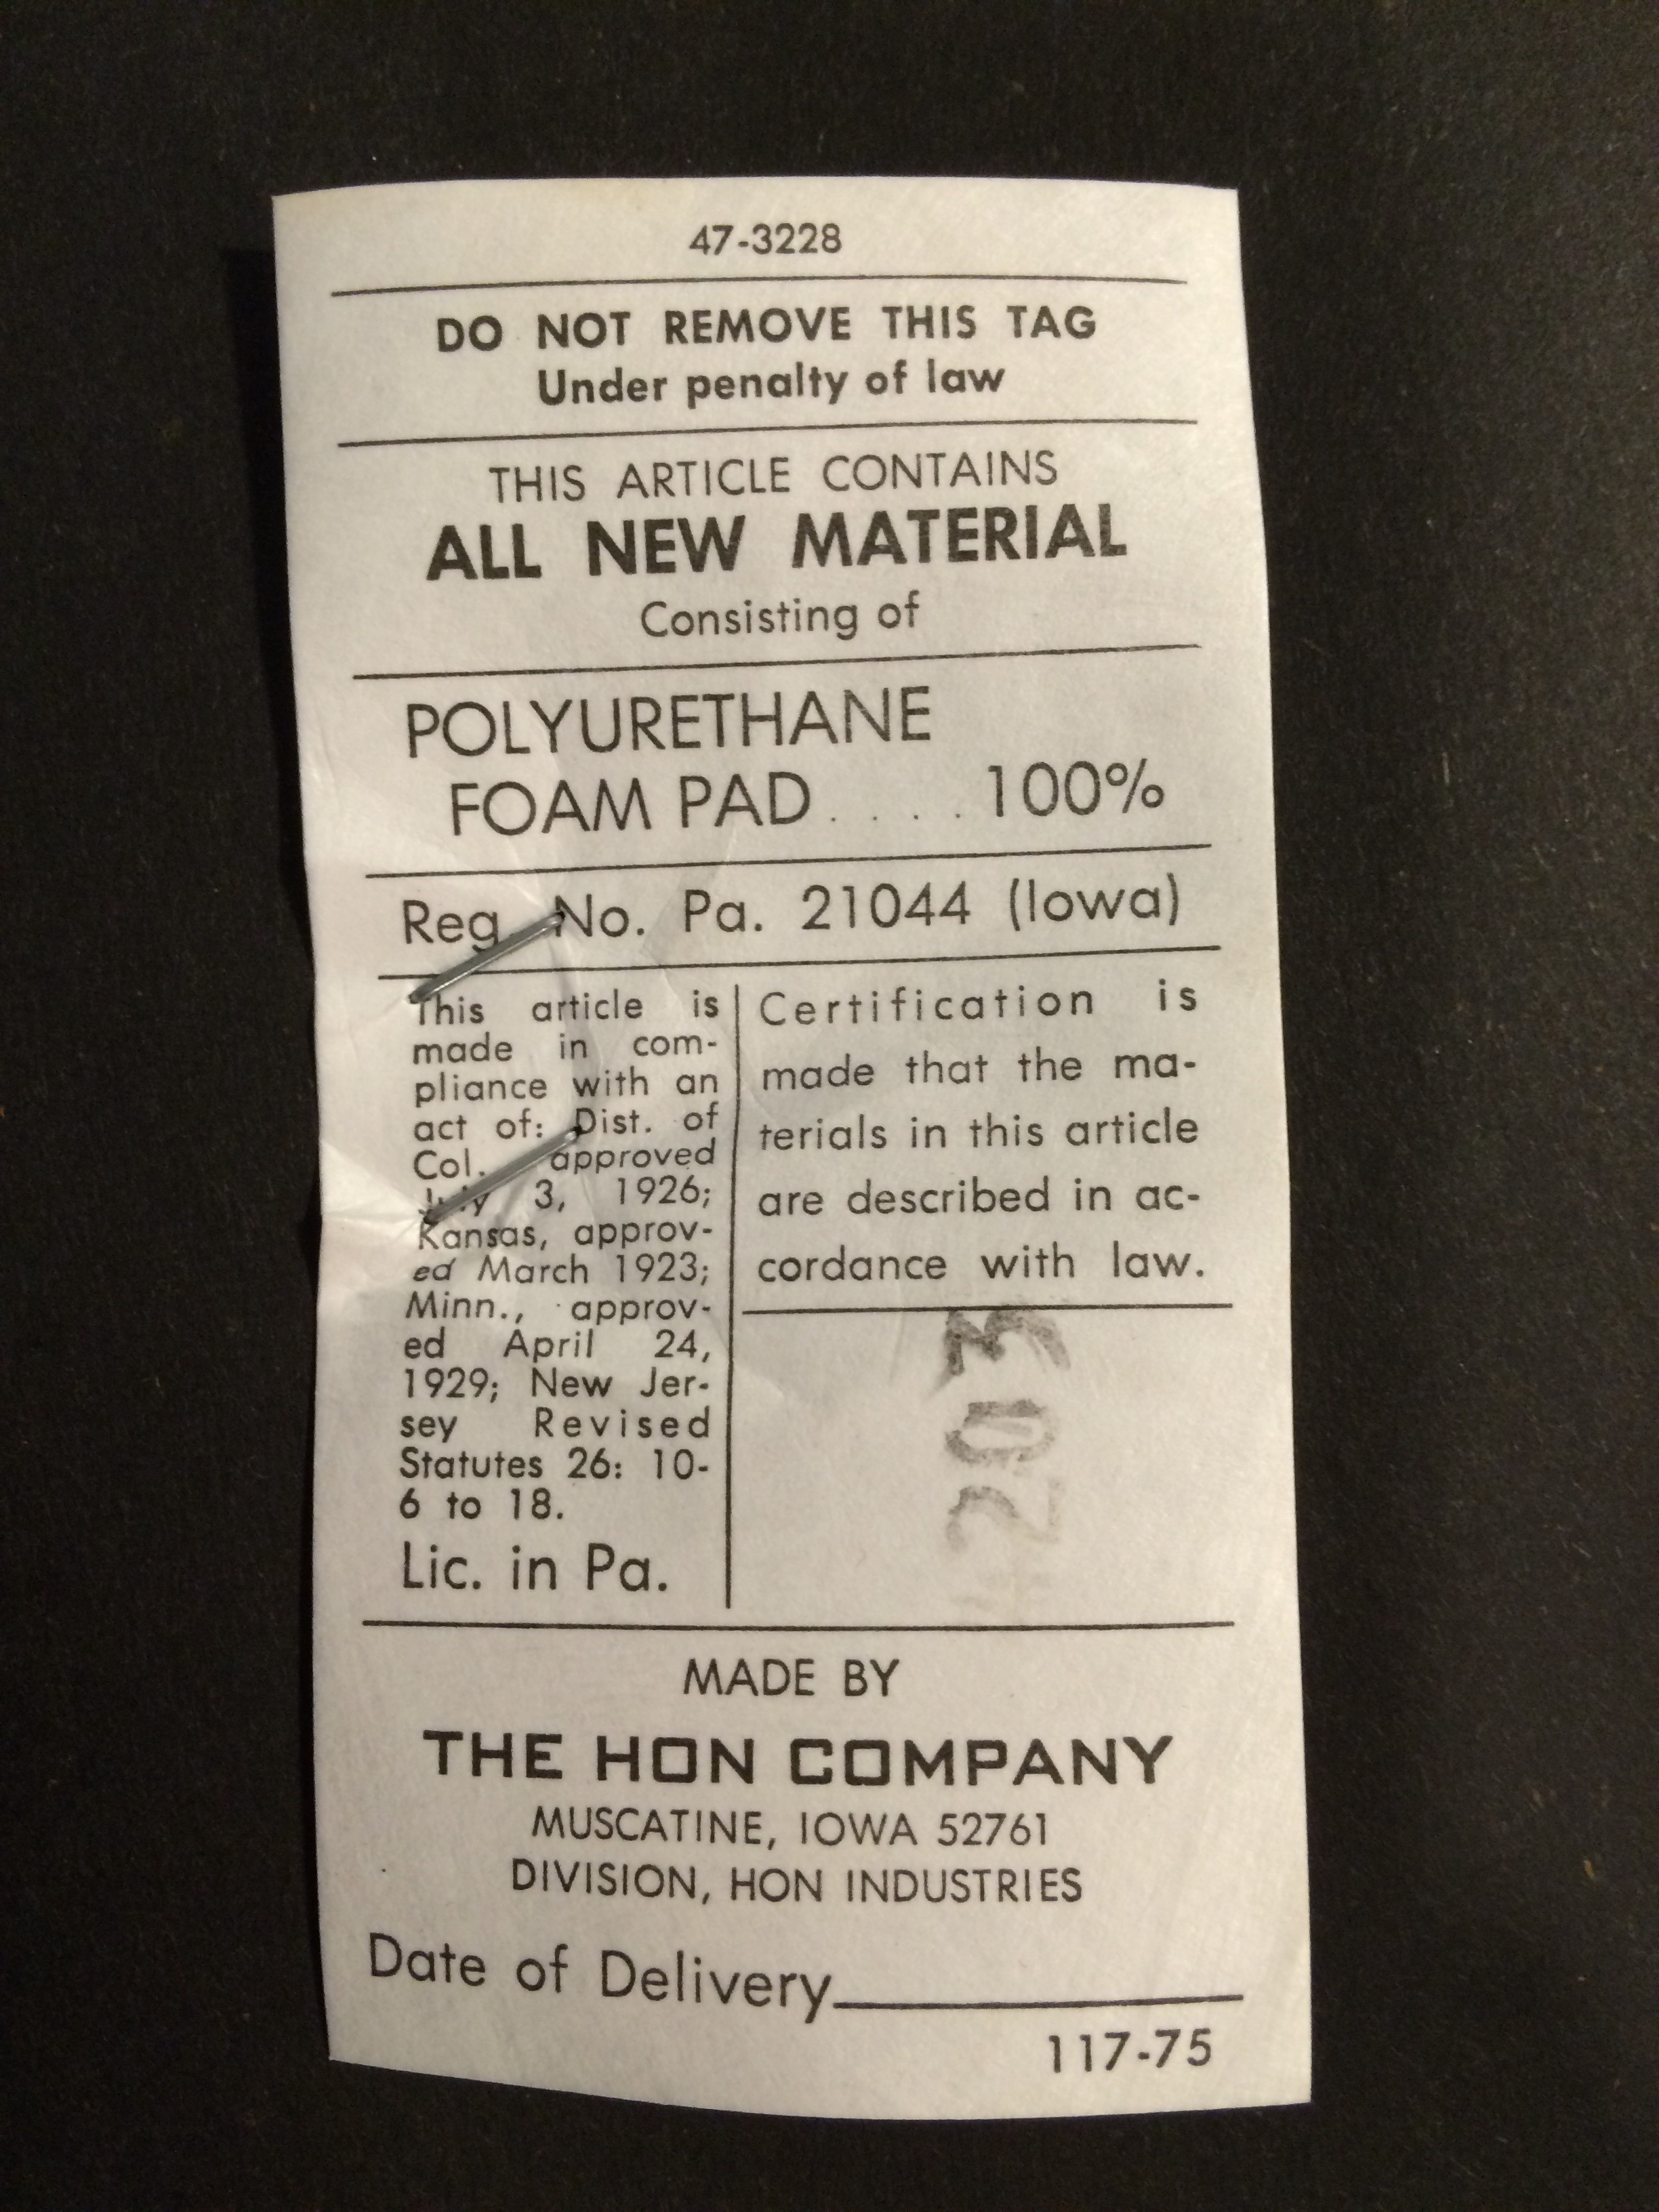 47-3228
DO NOT REMOVE THIS TAG
Under penalty of law
THIS ARTICLE CONTAINS
ALL NEW MATERIAL
Consisting of
POLYURETHANE
FOAM PAD . . . . 100%
Reg. No. Pa. 21044 (Iowa)
This article is
made in com-
pliance with an
act of: Dist. of
Col. approved
July 3, 1926;
Kansas, approv-
ed March 1923;
Minn., approv-
ed April 24,
1929; New Jer-
sey Revised
Statutes 26: 10-
6 to 18.
Lic. in Pa.
Certification is
made that the ma-
terials in this article
are described in ac-
cordance with law.
203
MADE BY
THE HON COMPANY
MUSCATINE, IOWA 52761
DIVISION, HON INDUSTRIES
Date of Delivery
117-75